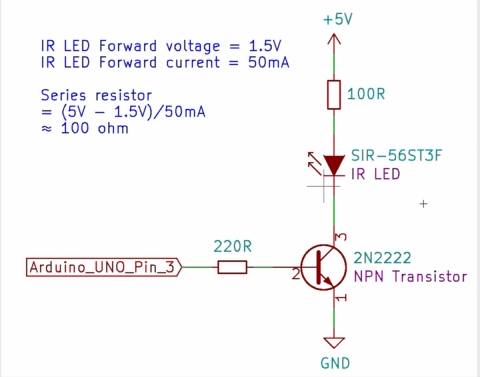 +5V
IR LED Forward voltage = 1.5V
IR LED Forward current = 50mA
Series resistor
= (5V − 1.5V)/50mA
≈ 100 ohm
100R
SIR−56ST3F
IR LED
3
220R
2N2222
Arduino_UNO_Pin_3
2
NPN Transistor
1
GND